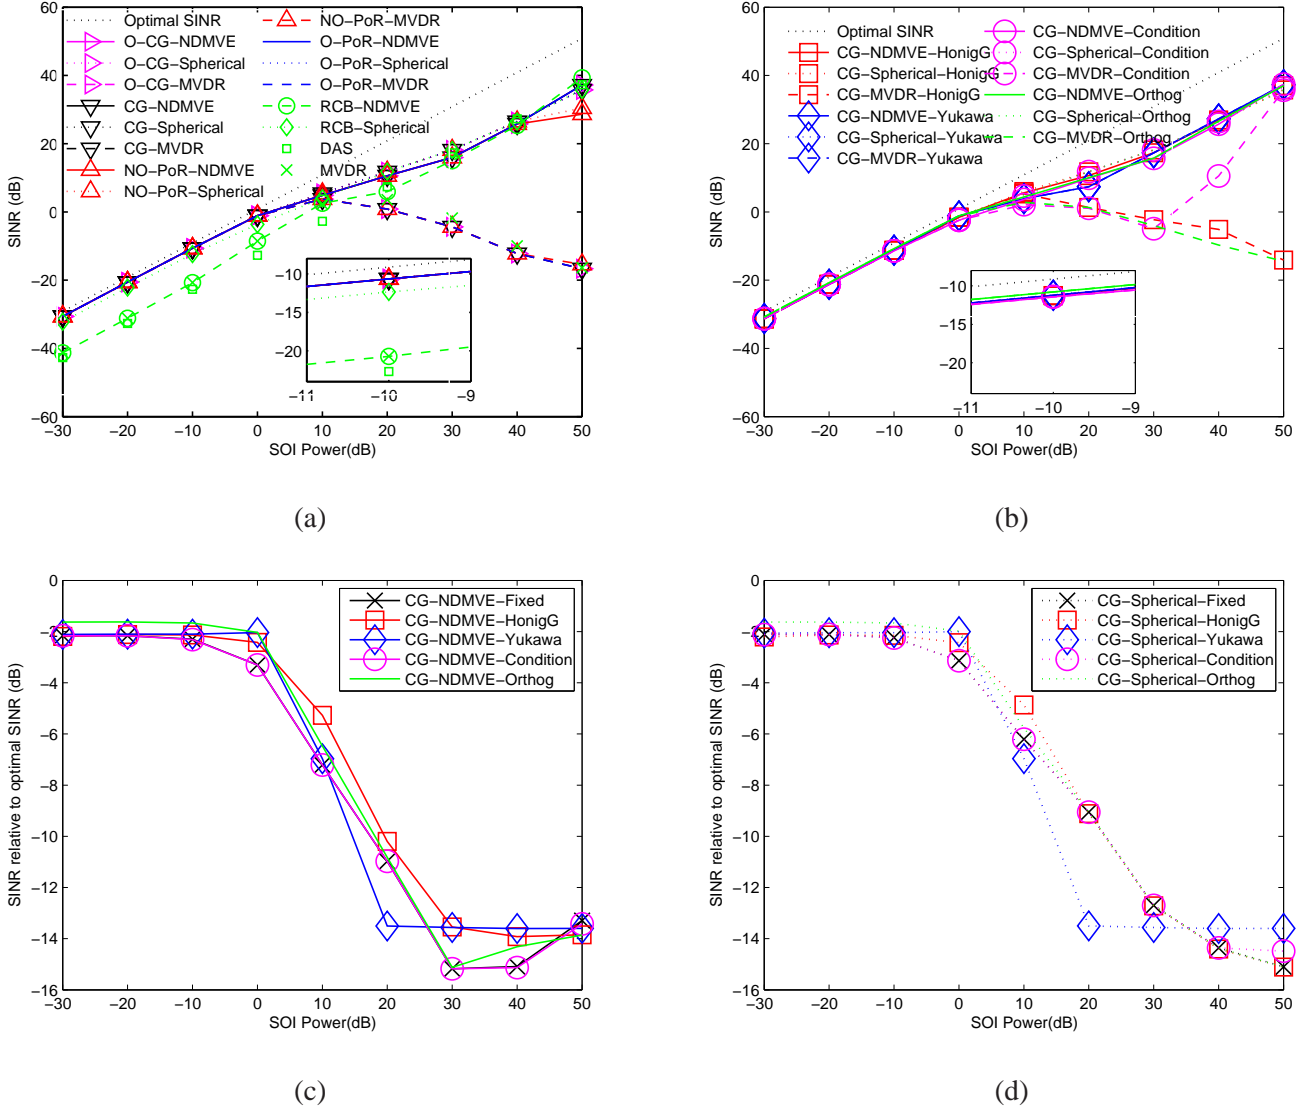 60
40
20
0
−20
−40
−60
SINR (dB)
Optimal SINR
O−CG−NDMVE
O−CG−Spherical
O−CG−MVDR
CG−NDMVE
CG−Spherical
CG−MVDR
NO−PoR−NDMVE
NO−PoR−Spherical
NO−PoR−MVDR
O−PoR−NDMVE
O−PoR−Spherical
O−PoR−MVDR
RCB−NDMVE
RCB−Spherical
DAS
MVDR
−10
−15
−20
−11 −10 −9
−30 −20 −10 0 10 20 30 40 50
SOI Power(dB)
(a)
60
40
20
0
−20
−40
−60
SINR (dB)
Optimal SINR
CG−NDMVE−HonigG
CG−Spherical−HonigG
CG−MVDR−HonigG
CG−NDMVE−Yukawa
CG−Spherical−Yukawa
CG−MVDR−Yukawa
CG−NDMVE−Condition
CG−Spherical−Condition
CG−MVDR−Condition
CG−NDMVE−Orthog
CG−Spherical−Orthog
CG−MVDR−Orthog
−10
−15
−20
−11 −10 −9
−30 −20 −10 0 10 20 30 40 50
SOI Power(dB)
(b)
0
−2
−4
−6
−8
−10
−12
−14
−16
SINR relative to optimal SINR (dB)
CG−NDMVE−Fixed
CG−NDMVE−HonigG
CG−NDMVE−Yukawa
CG−NDMVE−Condition
CG−NDMVE−Orthog
−30 −20 −10 0 10 20 30 40 50
SOI Power(dB)
(c)
0
−2
−4
−6
−8
−10
−12
−14
−16
SINR relative to optimal SINR (dB)
CG−Spherical−Fixed
CG−Spherical−HonigG
CG−Spherical−Yukawa
CG−Spherical−Condition
CG−Spherical−Orthog
−30 −20 −10 0 10 20 30 40 50
SOI Power(dB)
(d)